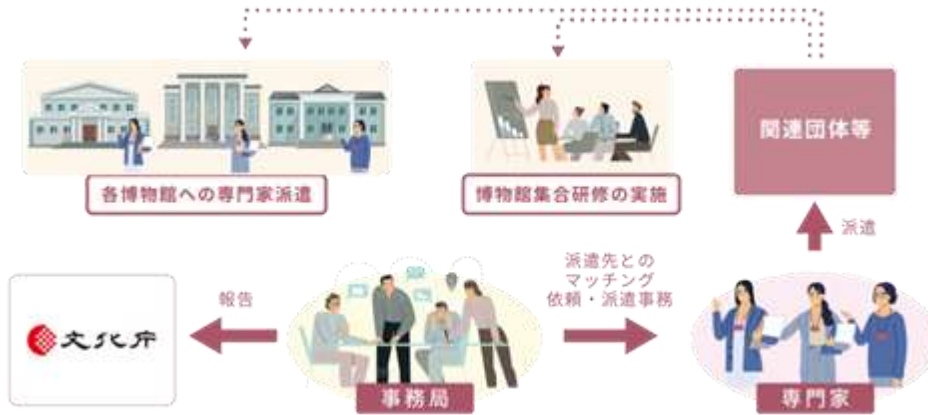 関連団体等
各博物館への専門家派遣
博物館集合研修の実施
派遣
文化庁
報告
派遣先との
マッチング
依頼・派遣事務
事務局
専門家